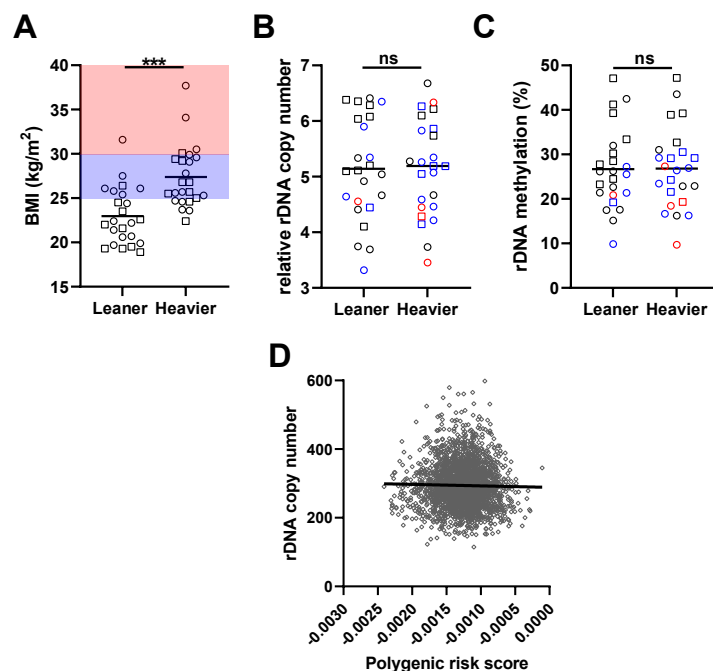 A
BMI (kg/m²)
40
35
30
25
20
15
***
Leaner Heavier
B
relative rDNA copy number
7
6
5
4
3
ns
Leaner Heavier
C
rDNA methylation (%)
50
40
30
20
10
0
ns
Leaner Heavier
D
rDNA copy number
600
400
200
0
-0.0030
-0.0025
-0.0020
-0.0015
-0.0010
-0.0005
0.0000
Polygenic risk score